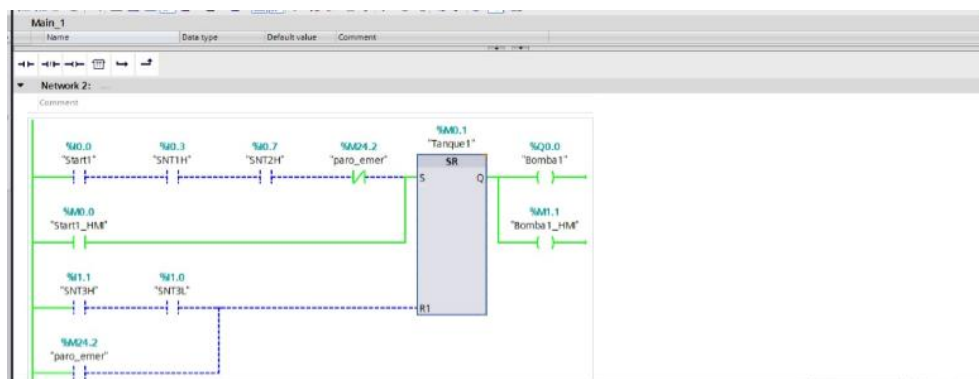 Main_1
Name Data type Default value Comment
Network 2: ...
Comment
%M0.1
"Tanque1"
%I0.0 %I0.3 %I0.7 %M24.2 SR %Q0.0
"Start1" "SNT1H" "SNT2H" "paro_emer" "Bomba1"
S Q
%M0.0 %M1.1
"Start1_HMI" "Bomba1_HMI"
%I1.1 %I1.0
"SNT3H" "SNT3L"
R1
%M24.2
"paro_emer"